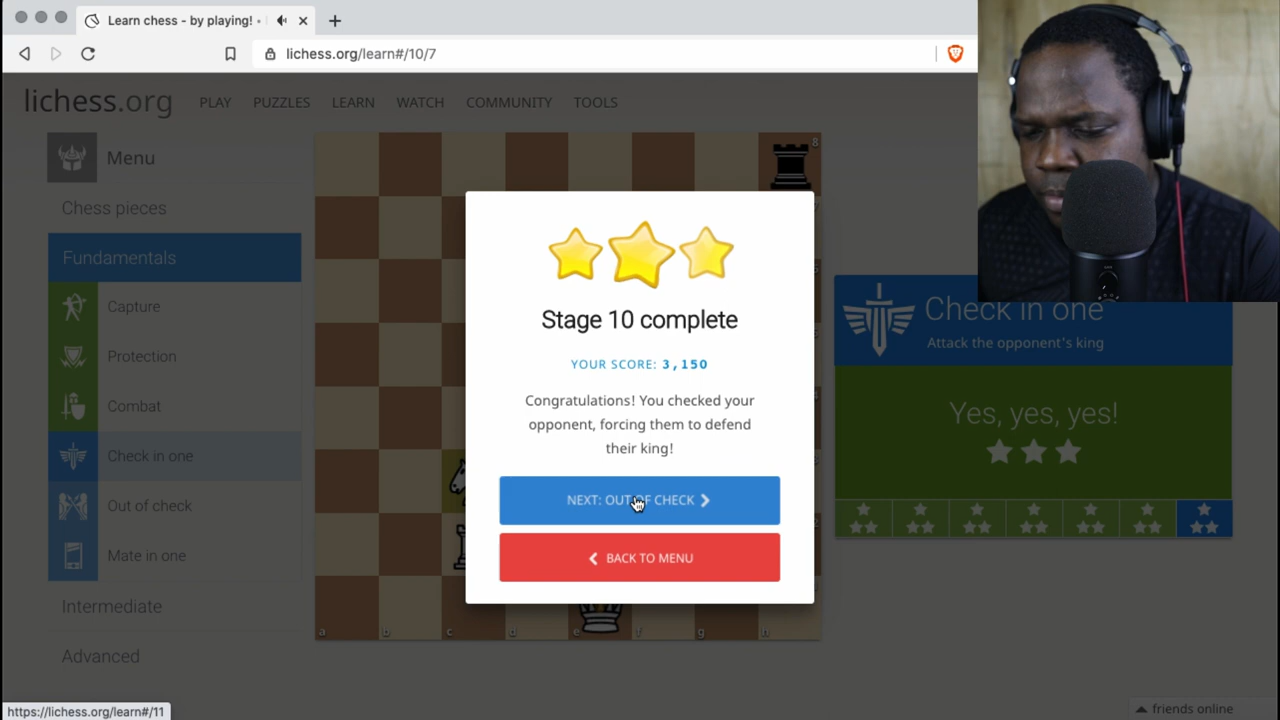 Learn chess - by playing! •
lichess.org/learn#/10/7
lichess.org
PLAY PUZZLES LEARN WATCH COMMUNITY TOOLS
Menu
Chess pieces
Fundamentals
Capture
Protection
Combat
Check in one
Out of check
Mate in one
Intermediate
Advanced
8
Stage 10 complete
YOUR SCORE: 3,150
Congratulations! You checked your
opponent, forcing them to defend
their king!
NEXT: OUT OF CHECK
BACK TO MENU
a b c d e f g h
Check in one
Attack the opponent's king
Yes, yes, yes!
https://lichess.org/learn#/11
friends online